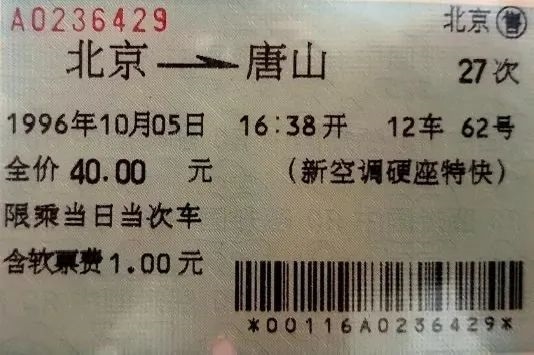 A0236429 北京售
北京→唐山 27次
1996年10月05日 16:38开 12车 62号
全价 40.00 元 (新空调硬座特快)
限乘当日当次车
含软票费1.00元
*00116A0236429*